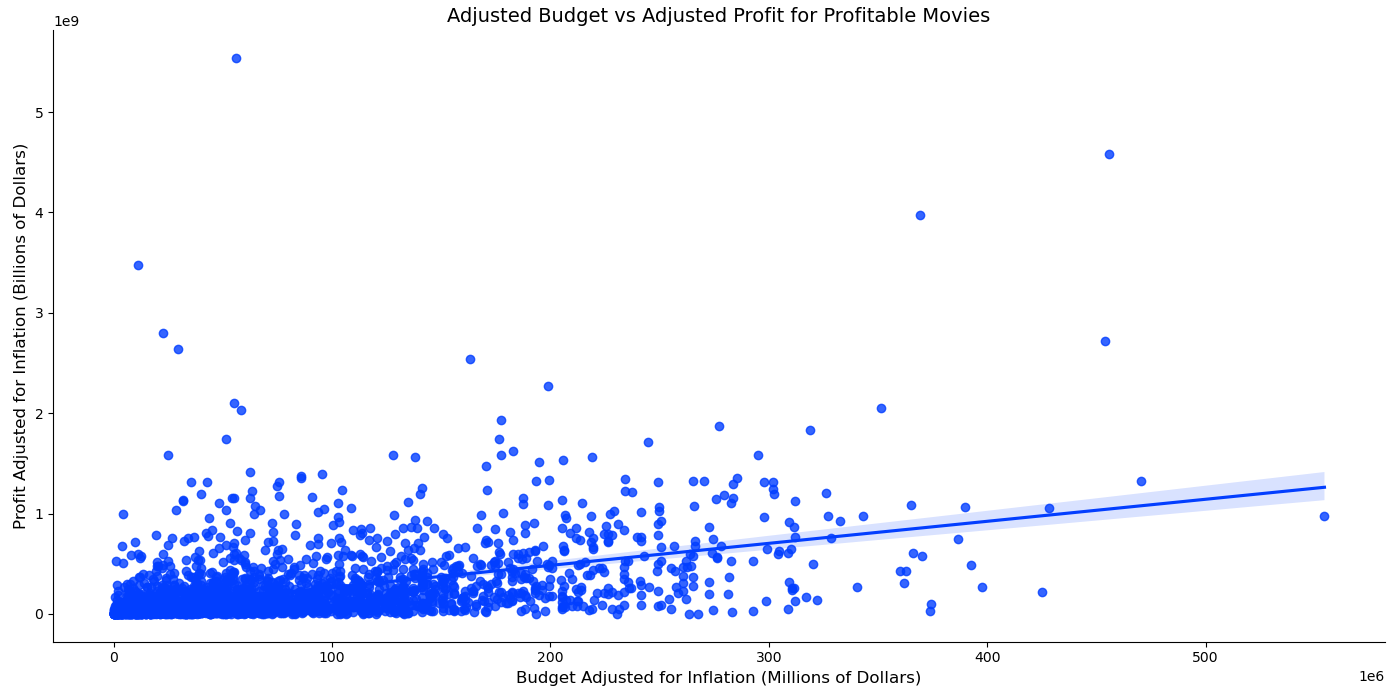 Adjusted Budget vs Adjusted Profit for Profitable Movies
1e9
Profit Adjusted for Inflation (Billions of Dollars)
5
4
3
2
1
0
0 100 200 300 400 500
1e6
Budget Adjusted for Inflation (Millions of Dollars)